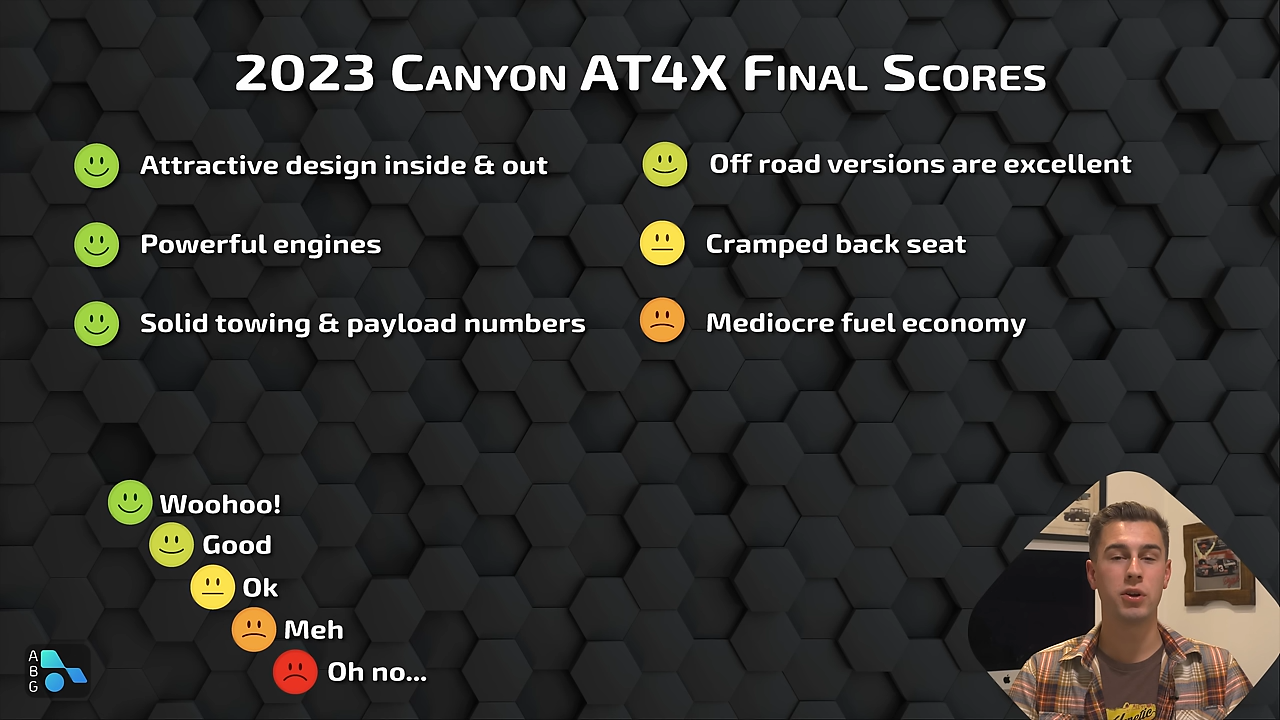 2023 Canyon AT4X Final Scores
Attractive design inside & out
Powerful engines
Solid towing & payload numbers
Off road versions are excellent
Cramped back seat
Mediocre fuel economy
Woohoo!
Good
Ok
Meh
Oh no...
A
B
G